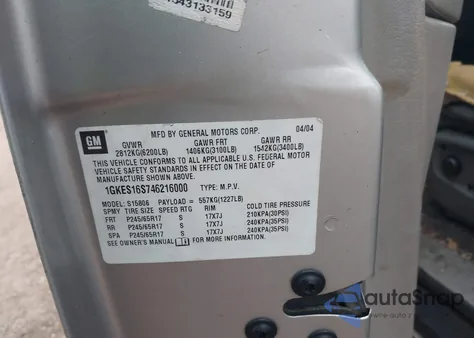 543133159
GM
MFD BY GENERAL MOTORS CORP. 04/04
GVWR GAWR FRT GAWR RR
2812KG(6200LB) 1406KG(3100LB) 1542KG(3400LB)
THIS VEHICLE CONFORMS TO ALL APPLICABLE U.S. FEDERAL MOTOR
VEHICLE SAFETY STANDARDS IN EFFECT ON THE DATE OF
MANUFACTURE SHOWN ABOVE.
1GKES16S746216000 TYPE: M.P.V.
MODEL: S15806 PAYLOAD = 557KG(1227LB)
SPMY TIRE SIZE SPEED RTG RIM COLD TIRE PRESSURE
FRT P245/65R17 S 17X7J 210KPA(30PSI)
RR P245/65R17 S 17X7J 240KPA(35PSI)
SPA P245/65R17 S 17X7J 240KPA(35PSI)
SEE OWNER'S MANUAL FOR MORE INFORMATION.
autoSnap